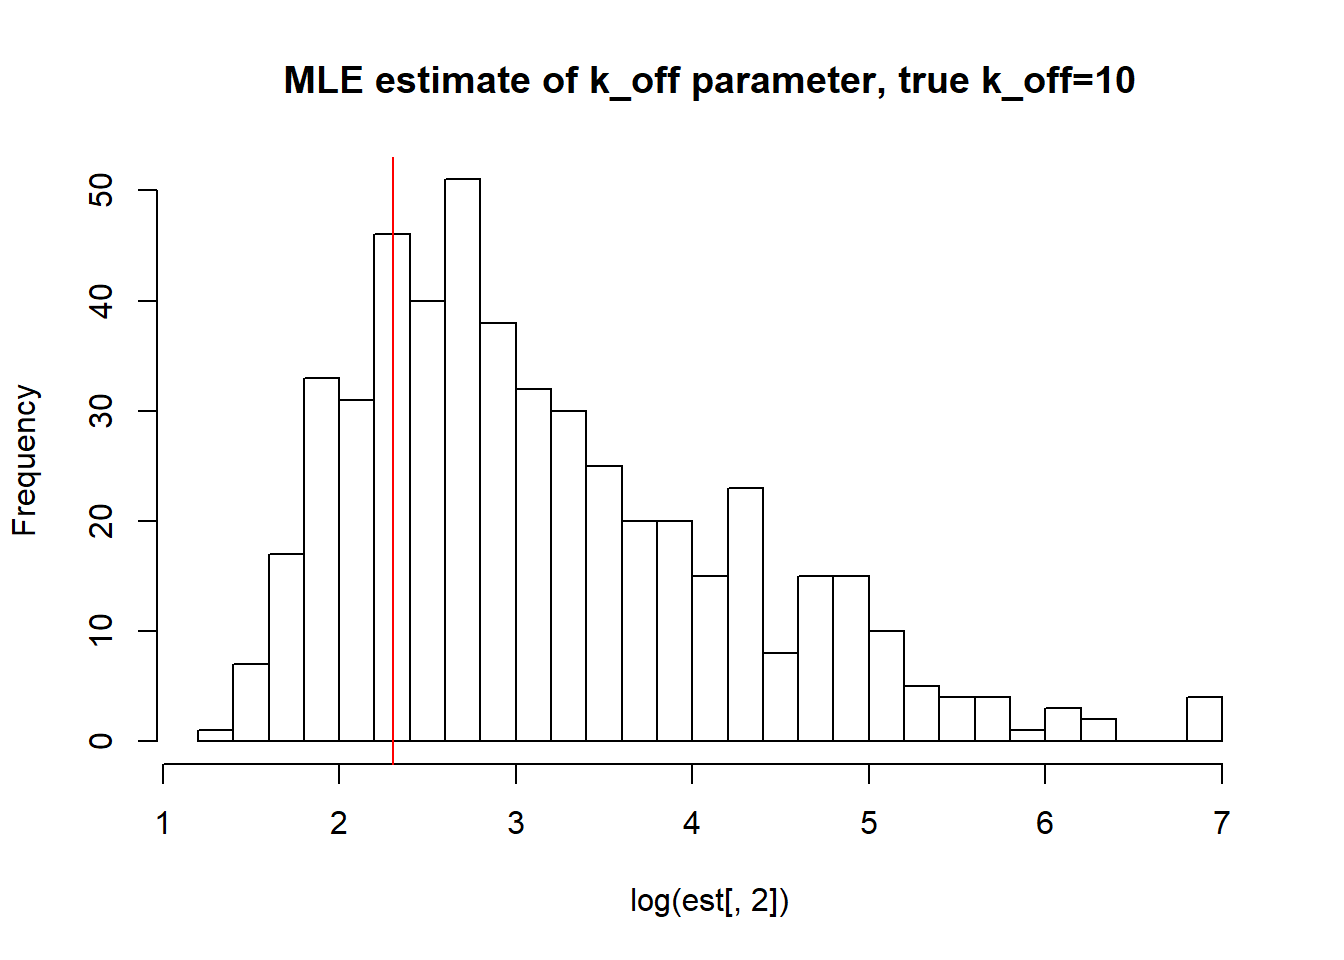 MLE estimate of k_off parameter, true k_off=10
Frequency
50
40
30
20
10
0
1 2 3 4 5 6 7
log(est[, 2])